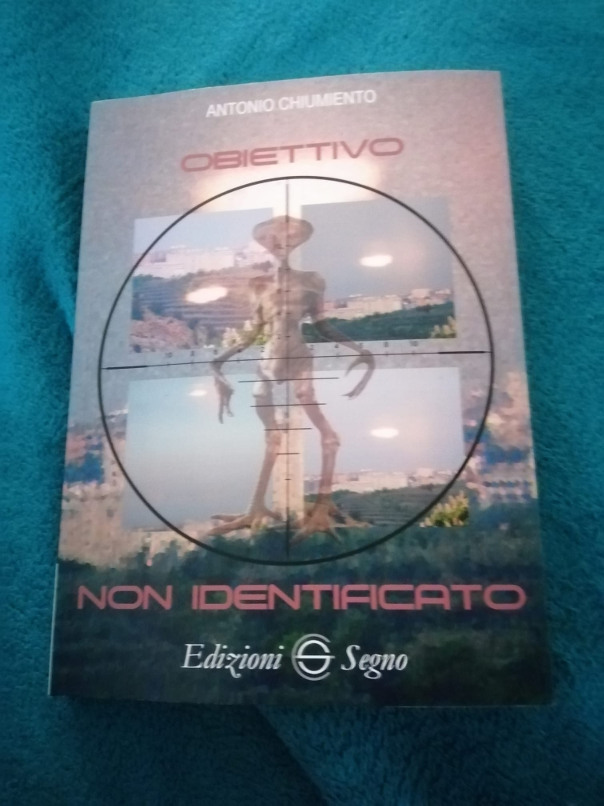 ANTONIO CHIUMIENTO
OBIETTIVO
NON IDENTIFICATO
Edizioni Segno